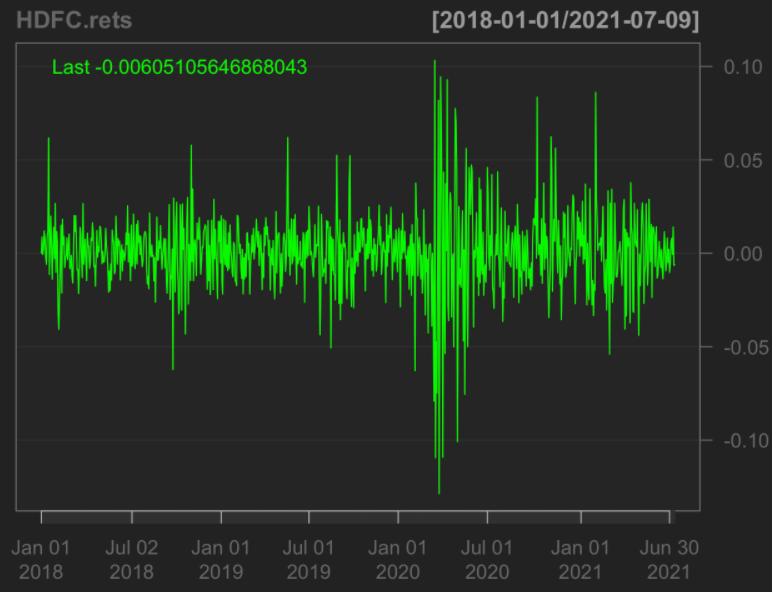 HDFC.rets [2018-01-01/2021-07-09]
Last -0.00605105646868043
0.10
0.05
0.00
-0.05
-0.10
Jan 01 Jul 02 Jan 01 Jul 01 Jan 01 Jul 01 Jan 01 Jun 30
2018 2018 2019 2019 2020 2020 2021 2021